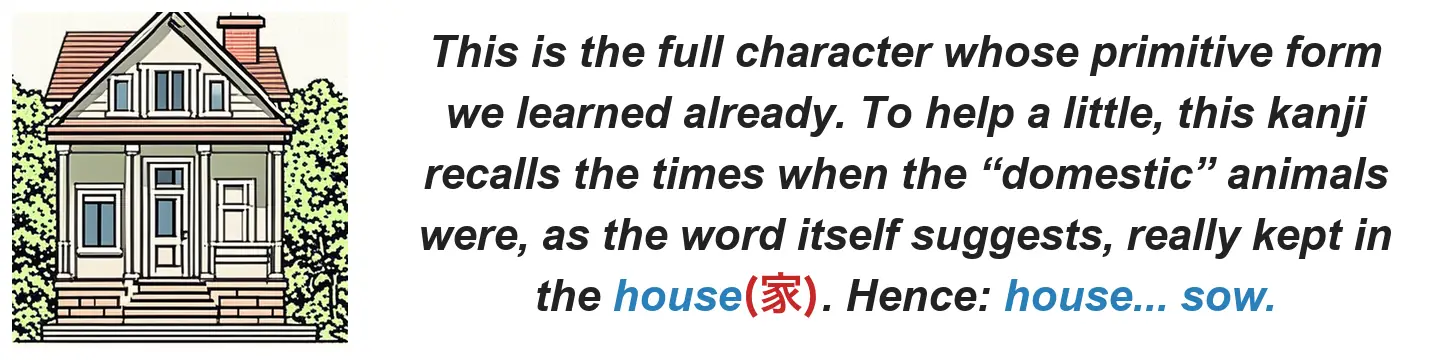 This is the full character whose primitive form
we learned already. To help a little, this kanji
recalls the times when the “domestic” animals
were, as the word itself suggests, really kept in
the house(家). Hence: house... sow.